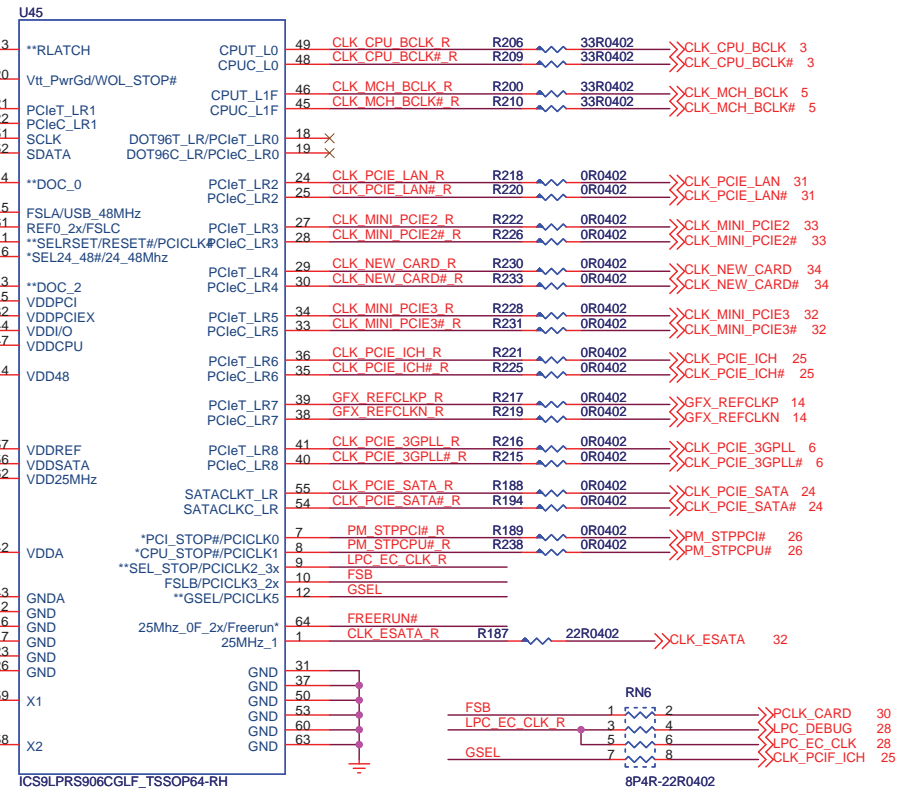 U45
3 **RLATCH CPUT_L0 49 CLK_CPU_BCLK_R R206 33R0402 CLK_CPU_BCLK 3
CPUC_L0 48 CLK_CPU_BCLK#_R R209 33R0402 CLK_CPU_BCLK# 3
Vtt_PwrGd/WOL_STOP#
CPUT_L1F 46 CLK_MCH_BCLK_R R200 33R0402 CLK_MCH_BCLK 5
PCIeT_LR1 CPUC_L1F 45 CLK_MCH_BCLK#_R R210 33R0402 CLK_MCH_BCLK# 5
PCIeC_LR1
SCLK DOT96T_LR/PCIeT_LR0 18
SDATA DOT96C_LR/PCIeC_LR0 19
4 **DOC_0 PCIeT_LR2 24 CLK_PCIE_LAN_R R218 0R0402 CLK_PCIE_LAN 31
PCIeC_LR2 25 CLK_PCIE_LAN#_R R220 0R0402 CLK_PCIE_LAN# 31
5 FSLA/USB_48MHz
REF0_2x/FSLC PCIeT_LR3 27 CLK_MINI_PCIE2_R R222 0R0402 CLK_MINI_PCIE2 33
**SELRSET/RESET#/PCICLK4 PCIeC_LR3 28 CLK_MINI_PCIE2#_R R226 0R0402 CLK_MINI_PCIE2# 33
6 *SEL24_48#/24_48Mhz
PCIeT_LR4 29 CLK_NEW_CARD_R R230 0R0402 CLK_NEW_CARD 34
3 **DOC_2 PCIeC_LR4 30 CLK_NEW_CARD#_R R233 0R0402 CLK_NEW_CARD# 34
5 VDDPCI
VDDPCIEX PCIeT_LR5 34 CLK_MINI_PCIE3_R R228 0R0402 CLK_MINI_PCIE3 32
VDDI/O PCIeC_LR5 33 CLK_MINI_PCIE3#_R R231 0R0402 CLK_MINI_PCIE3# 32
VDDCPU
PCIeT_LR6 36 CLK_PCIE_ICH_R R221 0R0402 CLK_PCIE_ICH 25
4 VDD48 PCIeC_LR6 35 CLK_PCIE_ICH#_R R225 0R0402 CLK_PCIE_ICH# 25
PCIeT_LR7 39 GFX_REFCLKP_R R217 0R0402 GFX_REFCLKP 14
PCIeC_LR7 38 GFX_REFCLKN_R R219 0R0402 GFX_REFCLKN 14
VDDREF PCIeT_LR8 41 CLK_PCIE_3GPLL_R R216 0R0402 CLK_PCIE_3GPLL 6
VDDSATA PCIeC_LR8 40 CLK_PCIE_3GPLL#_R R215 0R0402 CLK_PCIE_3GPLL# 6
VDD25MHz
SATACLKT_LR 55 CLK_PCIE_SATA_R R188 0R0402 CLK_PCIE_SATA 24
SATACLKC_LR 54 CLK_PCIE_SATA#_R R194 0R0402 CLK_PCIE_SATA# 24
*PCI_STOP#/PCICLK0 7 PM_STPPCI#_R R189 0R0402 PM_STPPCI# 26
VDDA *CPU_STOP#/PCICLK1 8 PM_STPCPU#_R R238 0R0402 PM_STPCPU# 26
**SEL_STOP/PCICLK2_3x 9 LPC_EC_CLK_R
FSLB/PCICLK3_2x 10 FSB
GNDA **GSEL/PCICLK5 12 GSEL
GND
GND 25Mhz_0F_2x/Freerun* 64 FREERUN#
GND 25MHz_1 1 CLK_ESATA_R R187 22R0402 CLK_ESATA 32
GND
GND GND 31
GND 37
X1 GND 50
GND 53
GND 60
X2 GND 63
ICS9LPRS906CGLF_TSSOP64-RH
RN6
FSB 1 2 PCLK_CARD 30
LPC_EC_CLK_R 3 4 LPC_DEBUG 28
5 6 LPC_EC_CLK 28
GSEL 7 8 CLK_PCIF_ICH 25
8P4R-22R0402